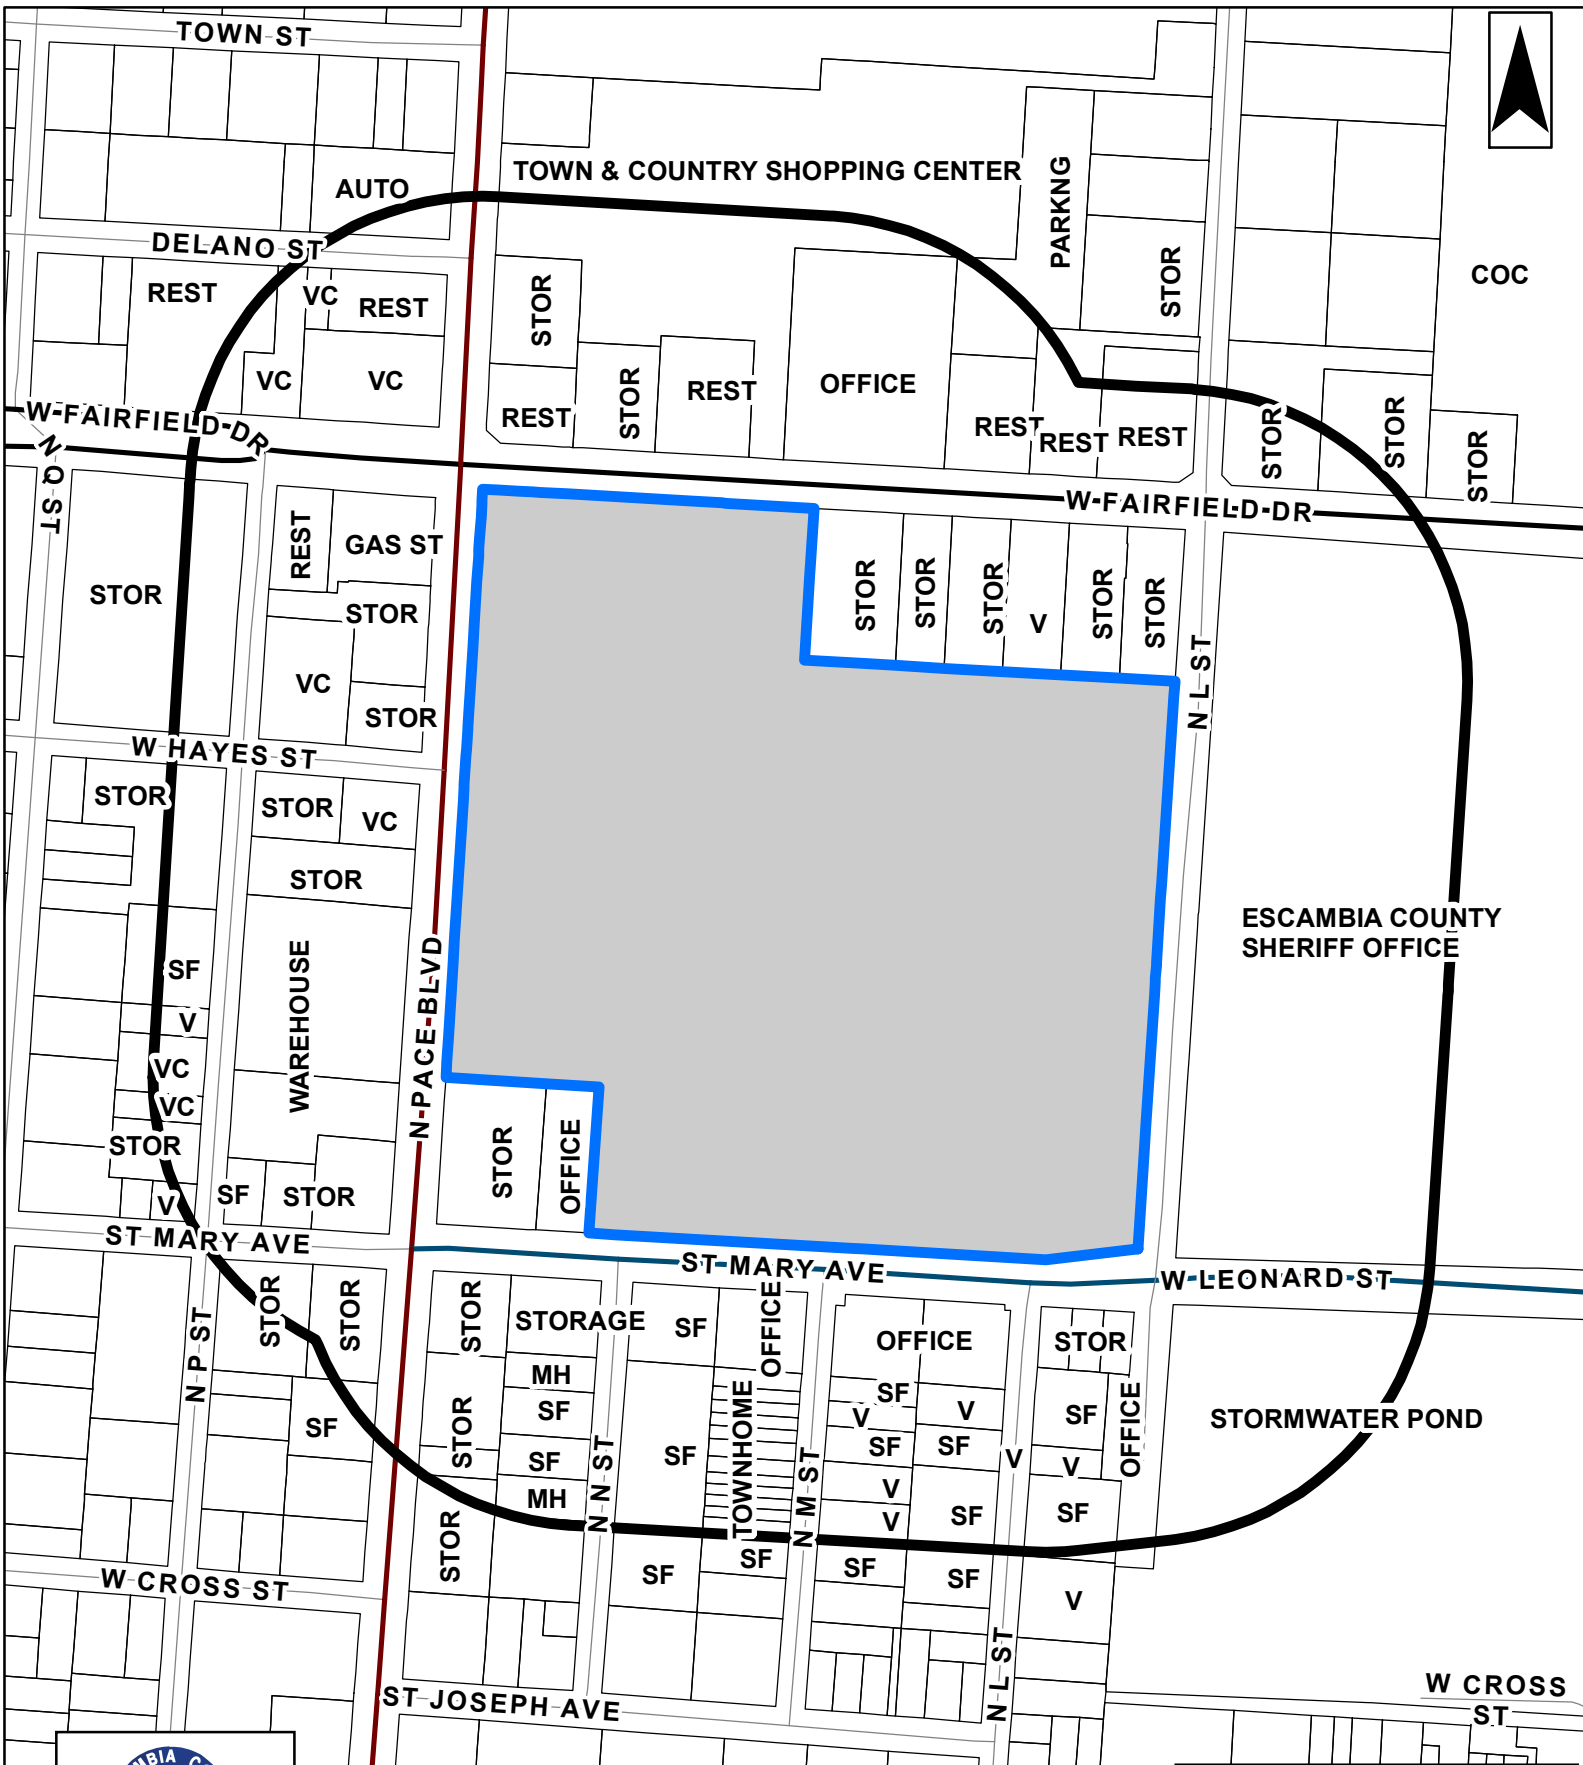 TOWN ST
TOWN & COUNTRY SHOPPING CENTER
AUTO
PARKNG
DELANO ST
STOR
COC
REST
VC
REST
STOR
VC
VC
STOR
REST
OFFICE
REST
REST
REST
REST
STOR
STOR
STOR
W FAIRFIELD DR
N Q ST
W FAIRFIELD DR
REST
GAS ST
STOR
STOR
STOR
STOR
STOR
V
STOR
STOR
STOR
VC
STOR
N L ST
W HAYES ST
STOR
STOR
VC
STOR
ESCAMBIA COUNTY
SHERIFF OFFICE
SF
WAREHOUSE
N PACE BLVD
V
VC
VC
STOR
STOR
OFFICE
V
SF
STOR
ST MARY AVE
ST MARY AVE
W LEONARD ST
STOR
STOR
STOR
STORAGE
SF
OFFICE
OFFICE
STOR
N P ST
MH
SF
SF
STOR
SF
MH
N N ST
SF
TOWNHOME
N M ST
SF
V
V
SF
SF
V
V
SF
V
SF
V
SF
OFFICE
STORMWATER POND
STOR
SF
SF
SF
SF
V
W CROSS ST
N L ST
ST JOSEPH AVE
W CROSS
ST